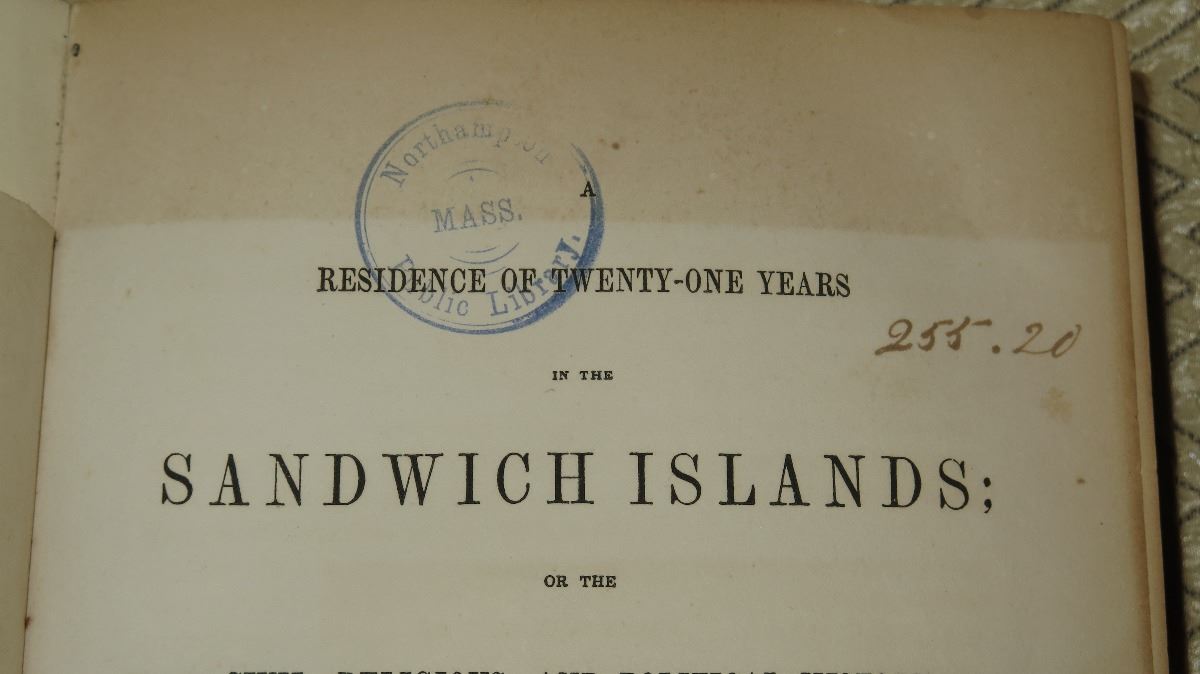 Northampton
MASS.
Public Library.
A
RESIDENCE OF TWENTY-ONE YEARS
255.20
IN THE
SANDWICH ISLANDS;
OR THE